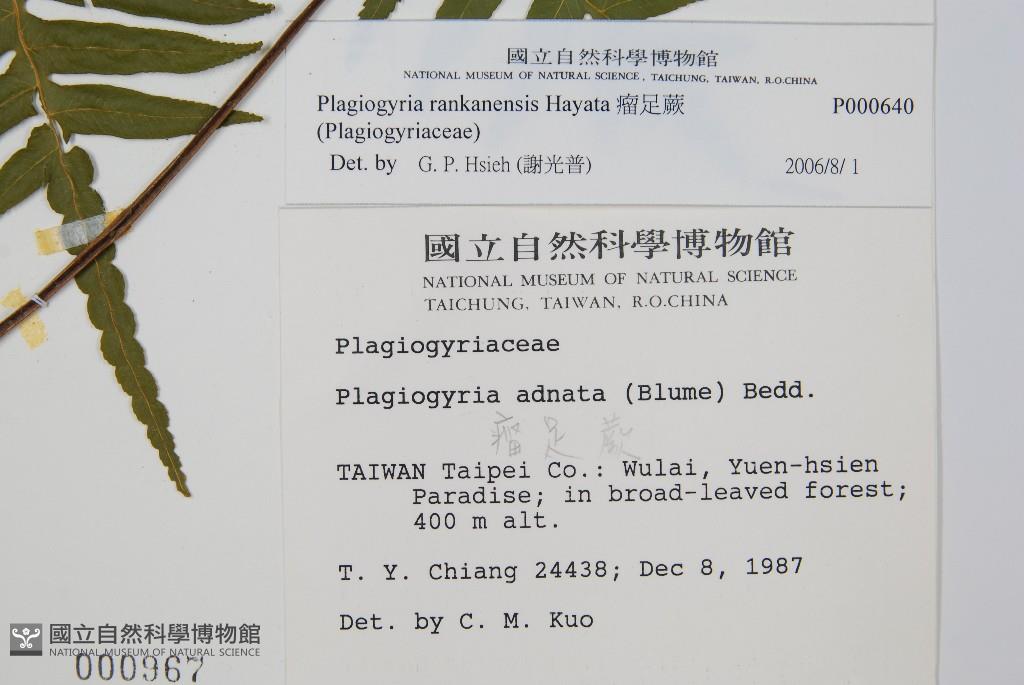 國立自然科學博物館
NATIONAL MUSEUM OF NATURAL SCIENCE, TAICHUNG, TAIWAN, R.O.CHINA
Plagiogyria rankanensis Hayata 瘤足蕨 P000640
(Plagiogyriaceae)
Det. by G. P. Hsieh (謝光普) 2006/8/ 1
國立自然科學博物館
NATIONAL MUSEUM OF NATURAL SCIENCE
TAICHUNG, TAIWAN, R.O.CHINA
Plagiogyriaceae
Plagiogyria adnata (Blume) Bedd.
瘤足蕨
TAIWAN Taipei Co.: Wulai, Yuen-hsien
Paradise; in broad-leaved forest;
400 m alt.
T. Y. Chiang 24438; Dec 8, 1987
Det. by C. M. Kuo
國立自然科學博物館
NATIONAL MUSEUM OF NATURAL SCIENCE
000967